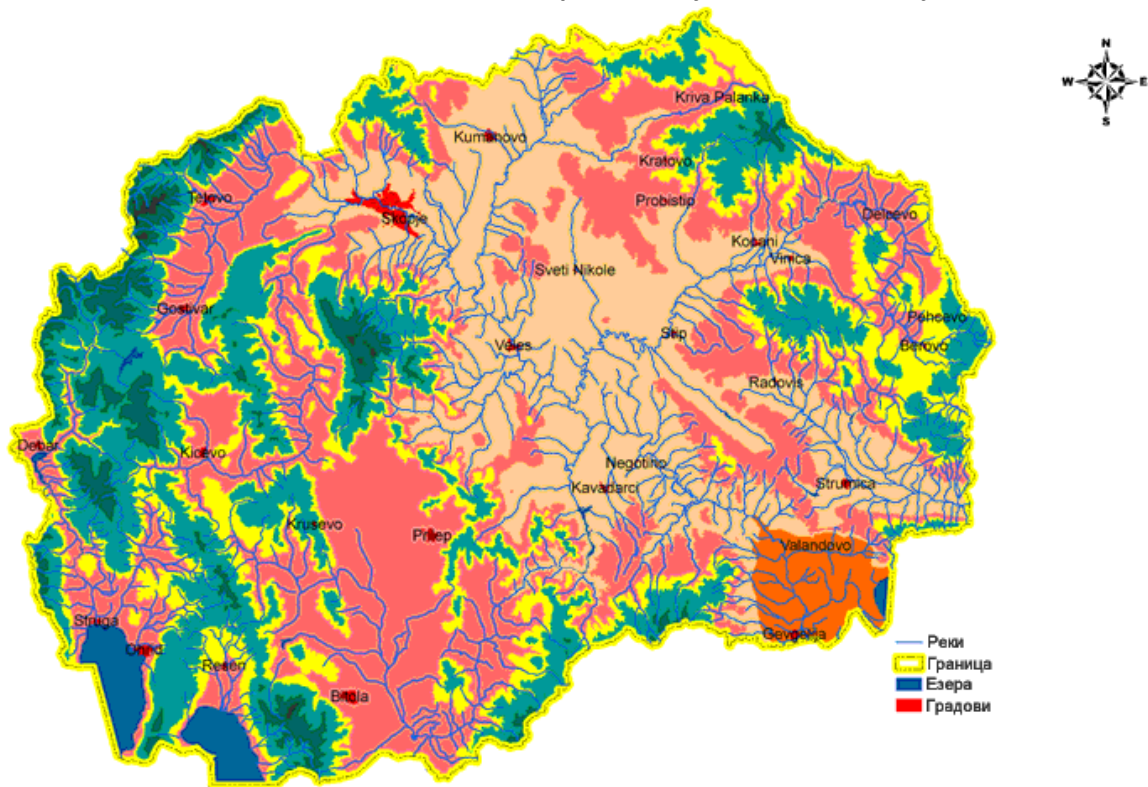 N
W E
S
Kriva Palanka
Kumanovo
Kratovo
Tetovo
Probistip
Skopje
Delcevo
Kocani
Vinica
Sveti Nikole
Gostivar
Pehcevo
Stip
Veles
Berovo
Radovis
Debar
Kicevo
Negotino
Kavadarci
Strumica
Krusevo
Prilep
Valandovo
Struga
Gevgelija
Ohrid
Resen
Bitola
Реки
Граница
Езера
Градови